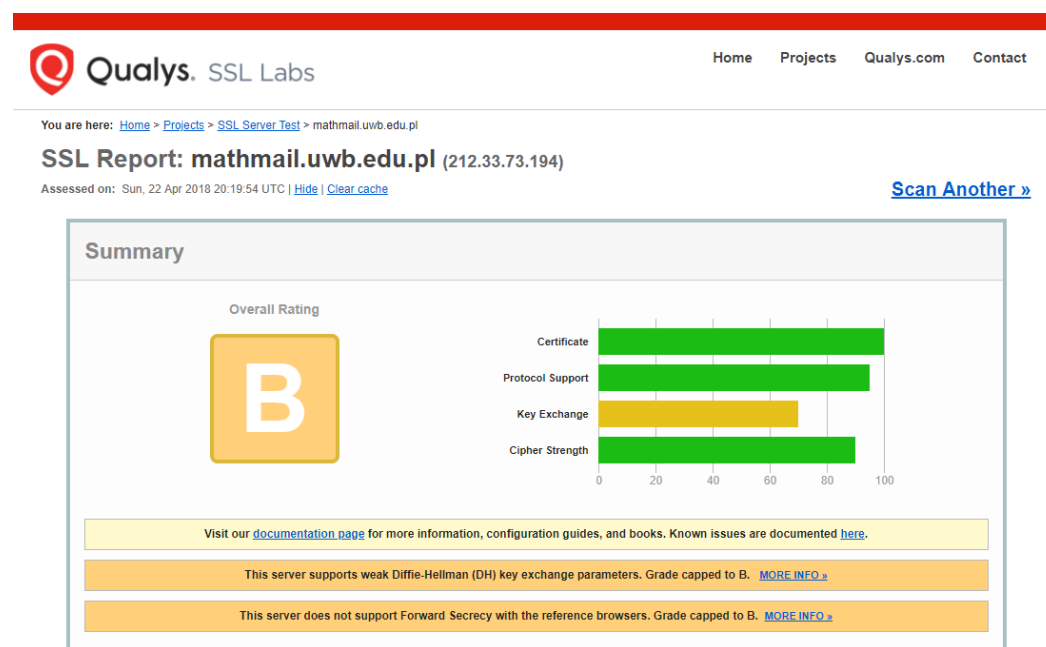 Qualys. SSL Labs
Home Projects Qualys.com Contact
You are here: Home > Projects > SSL Server Test > mathmail.uwb.edu.pl
SSL Report: mathmail.uwb.edu.pl (212.33.73.194)
Assessed on: Sun, 22 Apr 2018 20:19:54 UTC | Hide | Clear cache
Scan Another »
Summary
Overall Rating
B
Certificate
Protocol Support
Key Exchange
Cipher Strength
0 20 40 60 80 100
Visit our documentation page for more information, configuration guides, and books. Known issues are documented here.
This server supports weak Diffie-Hellman (DH) key exchange parameters. Grade capped to B. MORE INFO »
This server does not support Forward Secrecy with the reference browsers. Grade capped to B. MORE INFO »